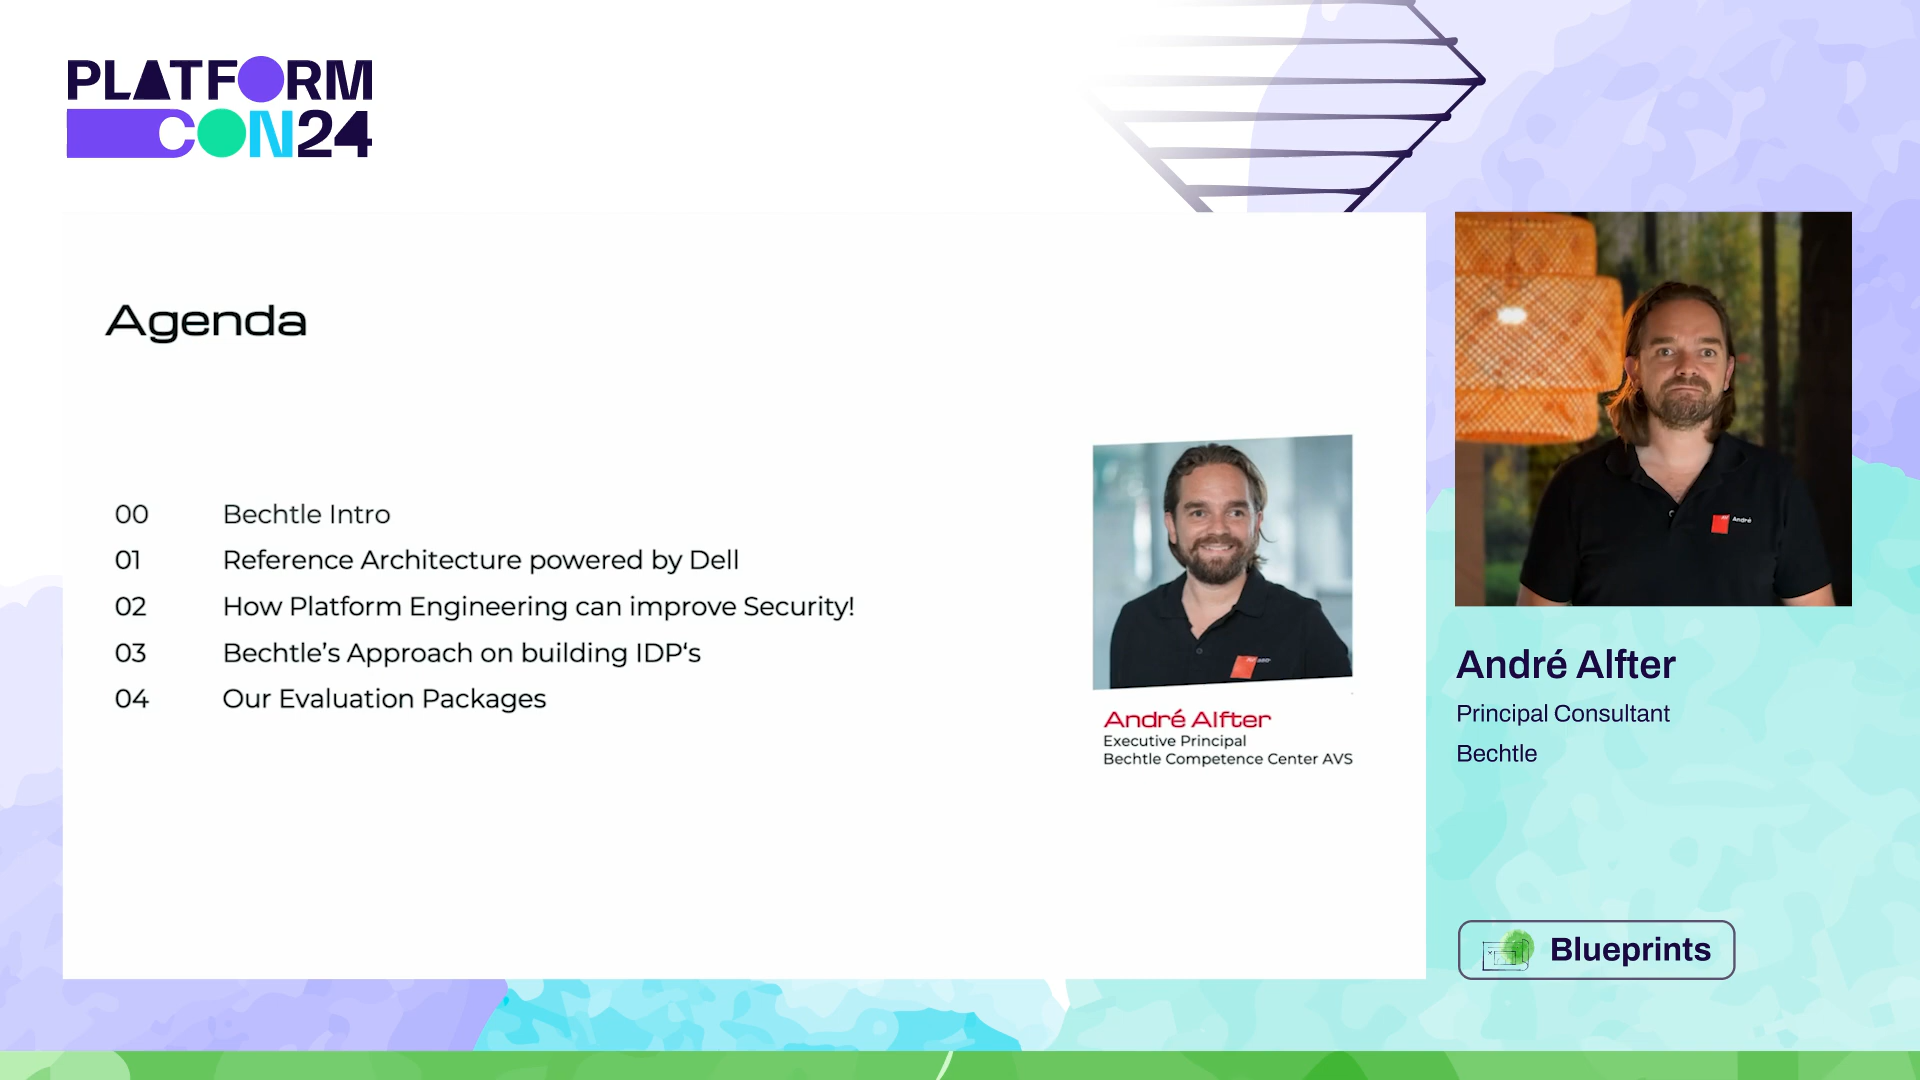 PLATFORM
CON24
Agenda
00 Bechtle Intro
01 Reference Architecture powered by Dell
02 How Platform Engineering can improve Security!
03 Bechtle’s Approach on building IDP‘s
04 Our Evaluation Packages
André Alfter
Executive Principal
Bechtle Competence Center AVS
André
André Alfter
Principal Consultant
Bechtle
Blueprints